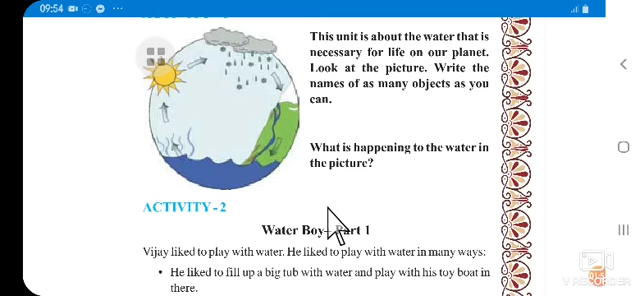 09:54
This unit is about the water that is
necessary for life on our planet.
Look at the picture. Write the
names of as many objects as you
can.
What is happening to the water in
the picture?
ACTIVITY - 2
Water Boy- Part 1
Vijay liked to play with water. He liked to play with water in many ways:
• He liked to fill up a big tub with water and play with his toy boat in
there.
V RECORDER